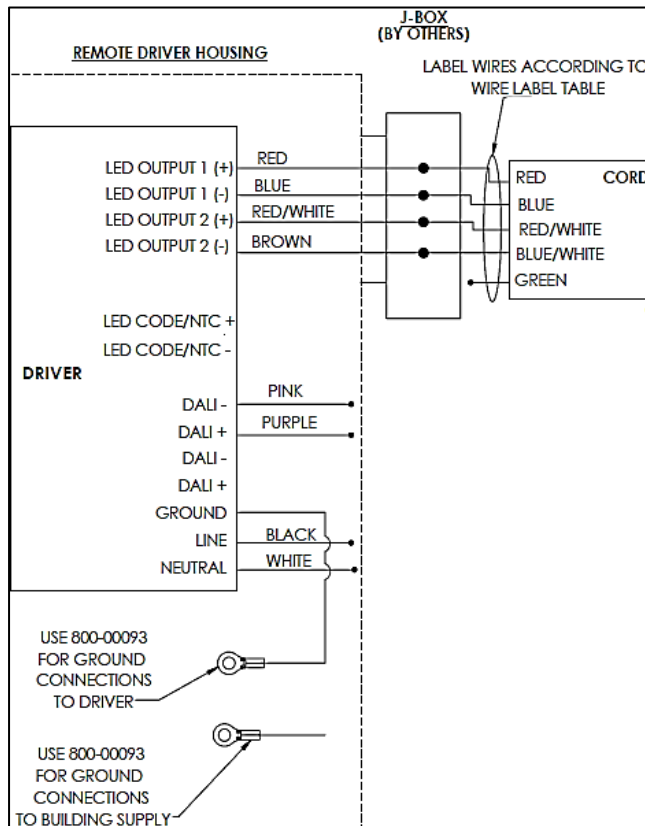 J-BOX
(BY OTHERS)
REMOTE DRIVER HOUSING
LABEL WIRES ACCORDING TO
WIRE LABEL TABLE
LED OUTPUT 1 (+)
RED
LED OUTPUT 1 (-)
BLUE
LED OUTPUT 2 (+)
RED/WHITE
LED OUTPUT 2 (-)
BROWN
RED
CORD
BLUE
RED/WHITE
BLUE/WHITE
GREEN
LED CODE/NTC +
LED CODE/NTC -
DRIVER
DALI -
PINK
DALI +
PURPLE
DALI -
DALI +
GROUND
LINE
BLACK
NEUTRAL
WHITE
USE 800-00093
FOR GROUND
CONNECTIONS
TO DRIVER
USE 800-00093
FOR GROUND
CONNECTIONS
TO BUILDING SUPPLY